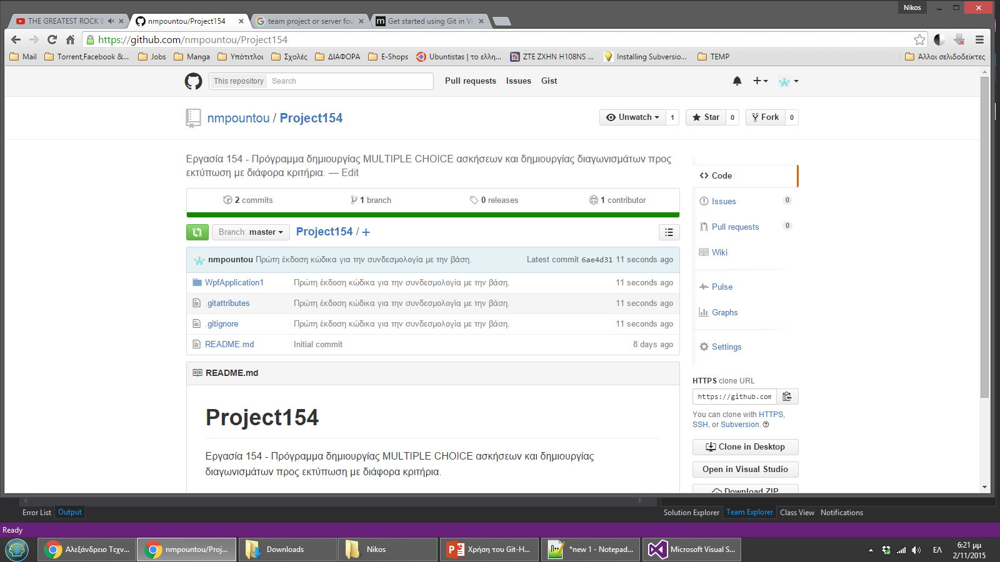 Nikos
THE GREATEST ROCK B
nmpountou/Project154
team project or server fou
Get started using Git in Vi
https://github.com/nmpountou/Project154
Mail
Torrent,Facebook &...
Jobs
Manga
Υπότιτλοι
Σχολές
ΔΙΑΦΟΡΑ
E-Shops
Ubuntistas | το ελλη...
ZTE ZXHN H108NS ...
Installing Subversio...
TEMP
Άλλοι σελιδοδείκτες
This repository Search
Pull requests Issues Gist
nmpountou / Project154
Unwatch 1
Star 0
Fork 0
Εργασία 154 - Πρόγραμμα δημιουργίας MULTIPLE CHOICE ασκήσεων και δημιουργίας διαγωνισμάτων προς
εκτύπωση με διάφορα κριτήρια. — Edit
2 commits 1 branch 0 releases 1 contributor
Branch: master Project154 / +
nmpountou Πρώτη έκδοση κώδικα για την συνδεσμολογία με την βάση. Latest commit 6ae4d31 11 seconds ago
WpfApplication1 Πρώτη έκδοση κώδικα για την συνδεσμολογία με την βάση. 11 seconds ago
.gitattributes Πρώτη έκδοση κώδικα για την συνδεσμολογία με την βάση. 11 seconds ago
.gitignore Πρώτη έκδοση κώδικα για την συνδεσμολογία με την βάση. 11 seconds ago
README.md Initial commit 8 days ago
README.md
Project154
Εργασία 154 - Πρόγραμμα δημιουργίας MULTIPLE CHOICE ασκήσεων και δημιουργίας
διαγωνισμάτων προς εκτύπωση με διάφορα κριτήρια.
Code
Issues 0
Pull requests 0
Wiki
Pulse
Graphs
Settings
HTTPS clone URL
https://github.com
You can clone with HTTPS,
SSH, or Subversion.
Clone in Desktop
Open in Visual Studio
Download ZIP
Error List Output
Solution Explorer Team Explorer Class View Notifications
Ready
Αλεξάνδρειο Τεχν...
nmpountou/Proj...
Downloads
Nikos
Χρήση του Git-H...
*new 1 - Notepad...
Microsoft Visual S...
ΕΛ
6:21 μμ
2/11/2015